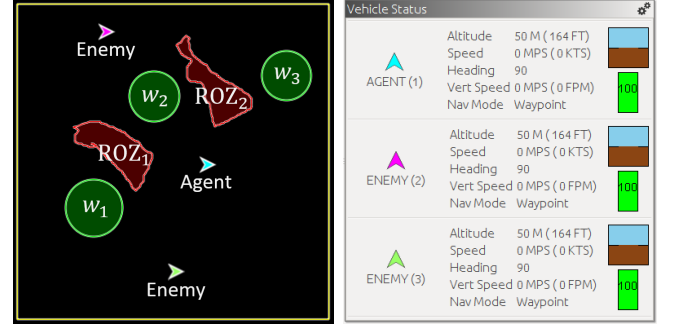 Enemy
w₃
w₂
ROZ₂
ROZ₁
Agent
w₁
Enemy
Vehicle Status
Altitude 50 M ( 164 FT)
Speed 0 MPS ( 0 KTS)
Heading 90
Vert Speed 0 MPS ( 0 FPM)
Nav Mode Waypoint
AGENT (1)
100
Altitude 50 M ( 164 FT)
Speed 0 MPS ( 0 KTS)
Heading 90
Vert Speed 0 MPS ( 0 FPM)
Nav Mode Waypoint
ENEMY (2)
100
Altitude 50 M ( 164 FT)
Speed 0 MPS ( 0 KTS)
Heading 90
Vert Speed 0 MPS ( 0 FPM)
Nav Mode Waypoint
ENEMY (3)
100